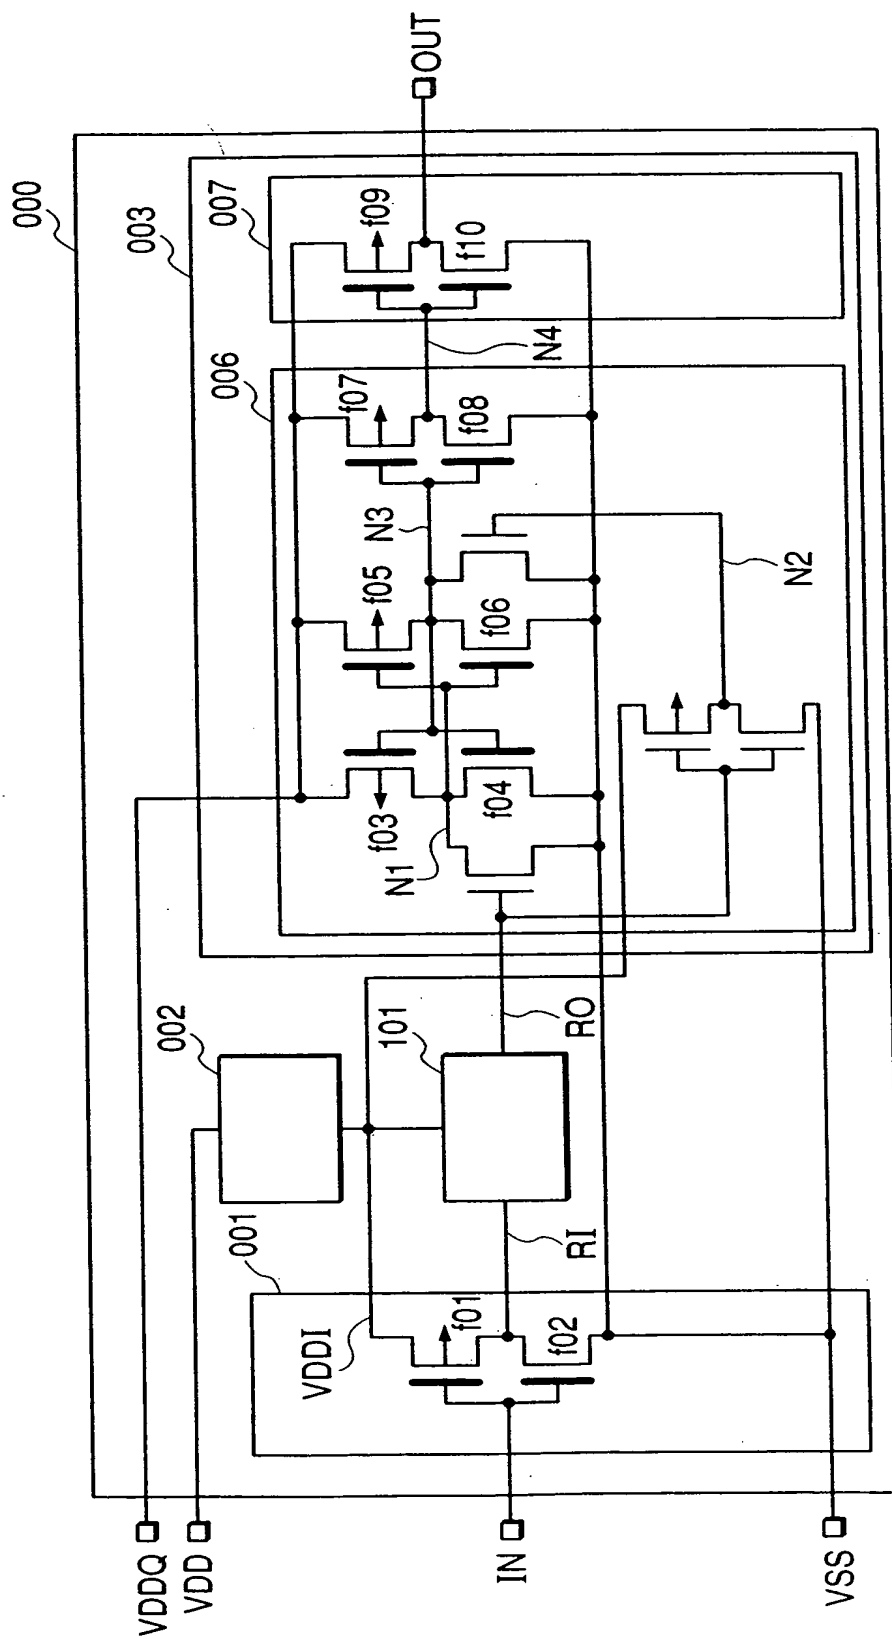 000
003
007
006
002
001
101
f09
f10
f07
f08
f05
f06
f03
f04
f01
f02
N4
N3
N2
N1
RO
RI
VDDI
VDDQ
VDD
IN
VSS
OUT